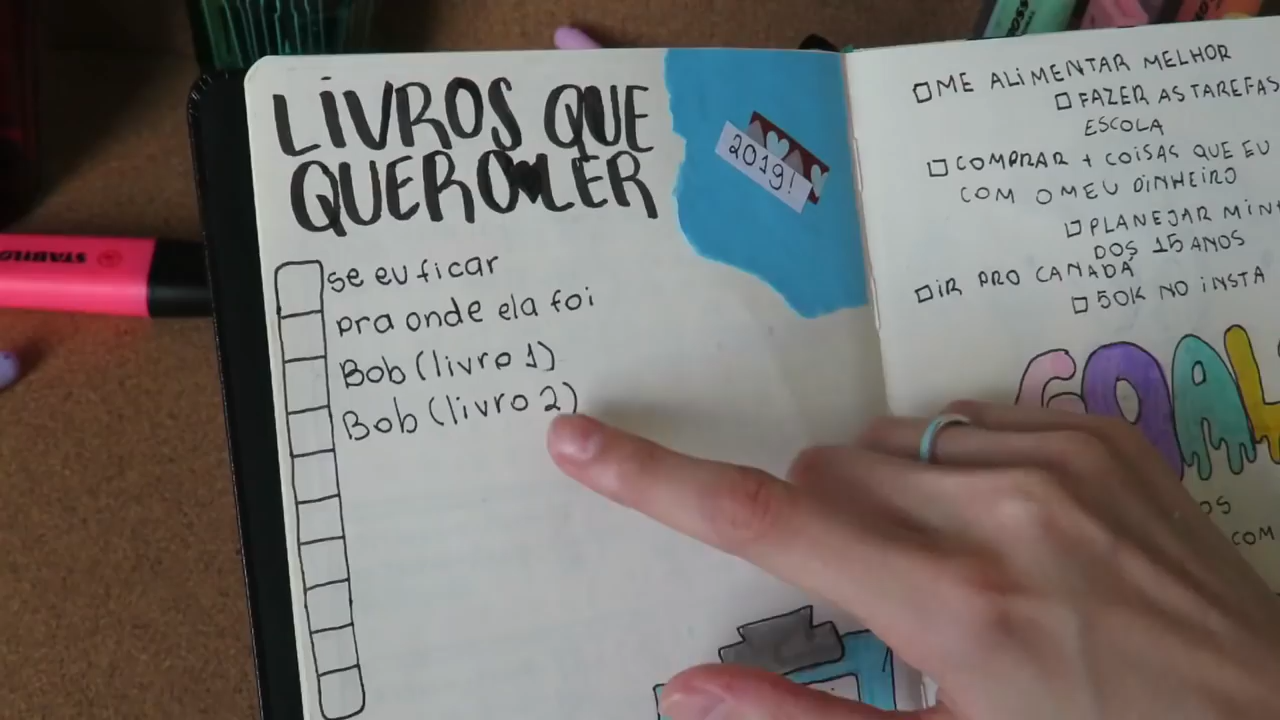 LiVROS QUE
QUERO LER
2019!
se eu ficar
pra onde ela foi
Bob (livro 1)
Bob (livro 2)
ME ALiMENTAR MELHOR
FAZER AS TAREFAS
ESCOLA
COMPRAR + COiSAS QUE EU
COM O MEU DiNHEiRO
PLANEJAR
DOS 15 ANOS
iR PRO CANADÁ
50K NO iNSTA
STABILO
BOSS